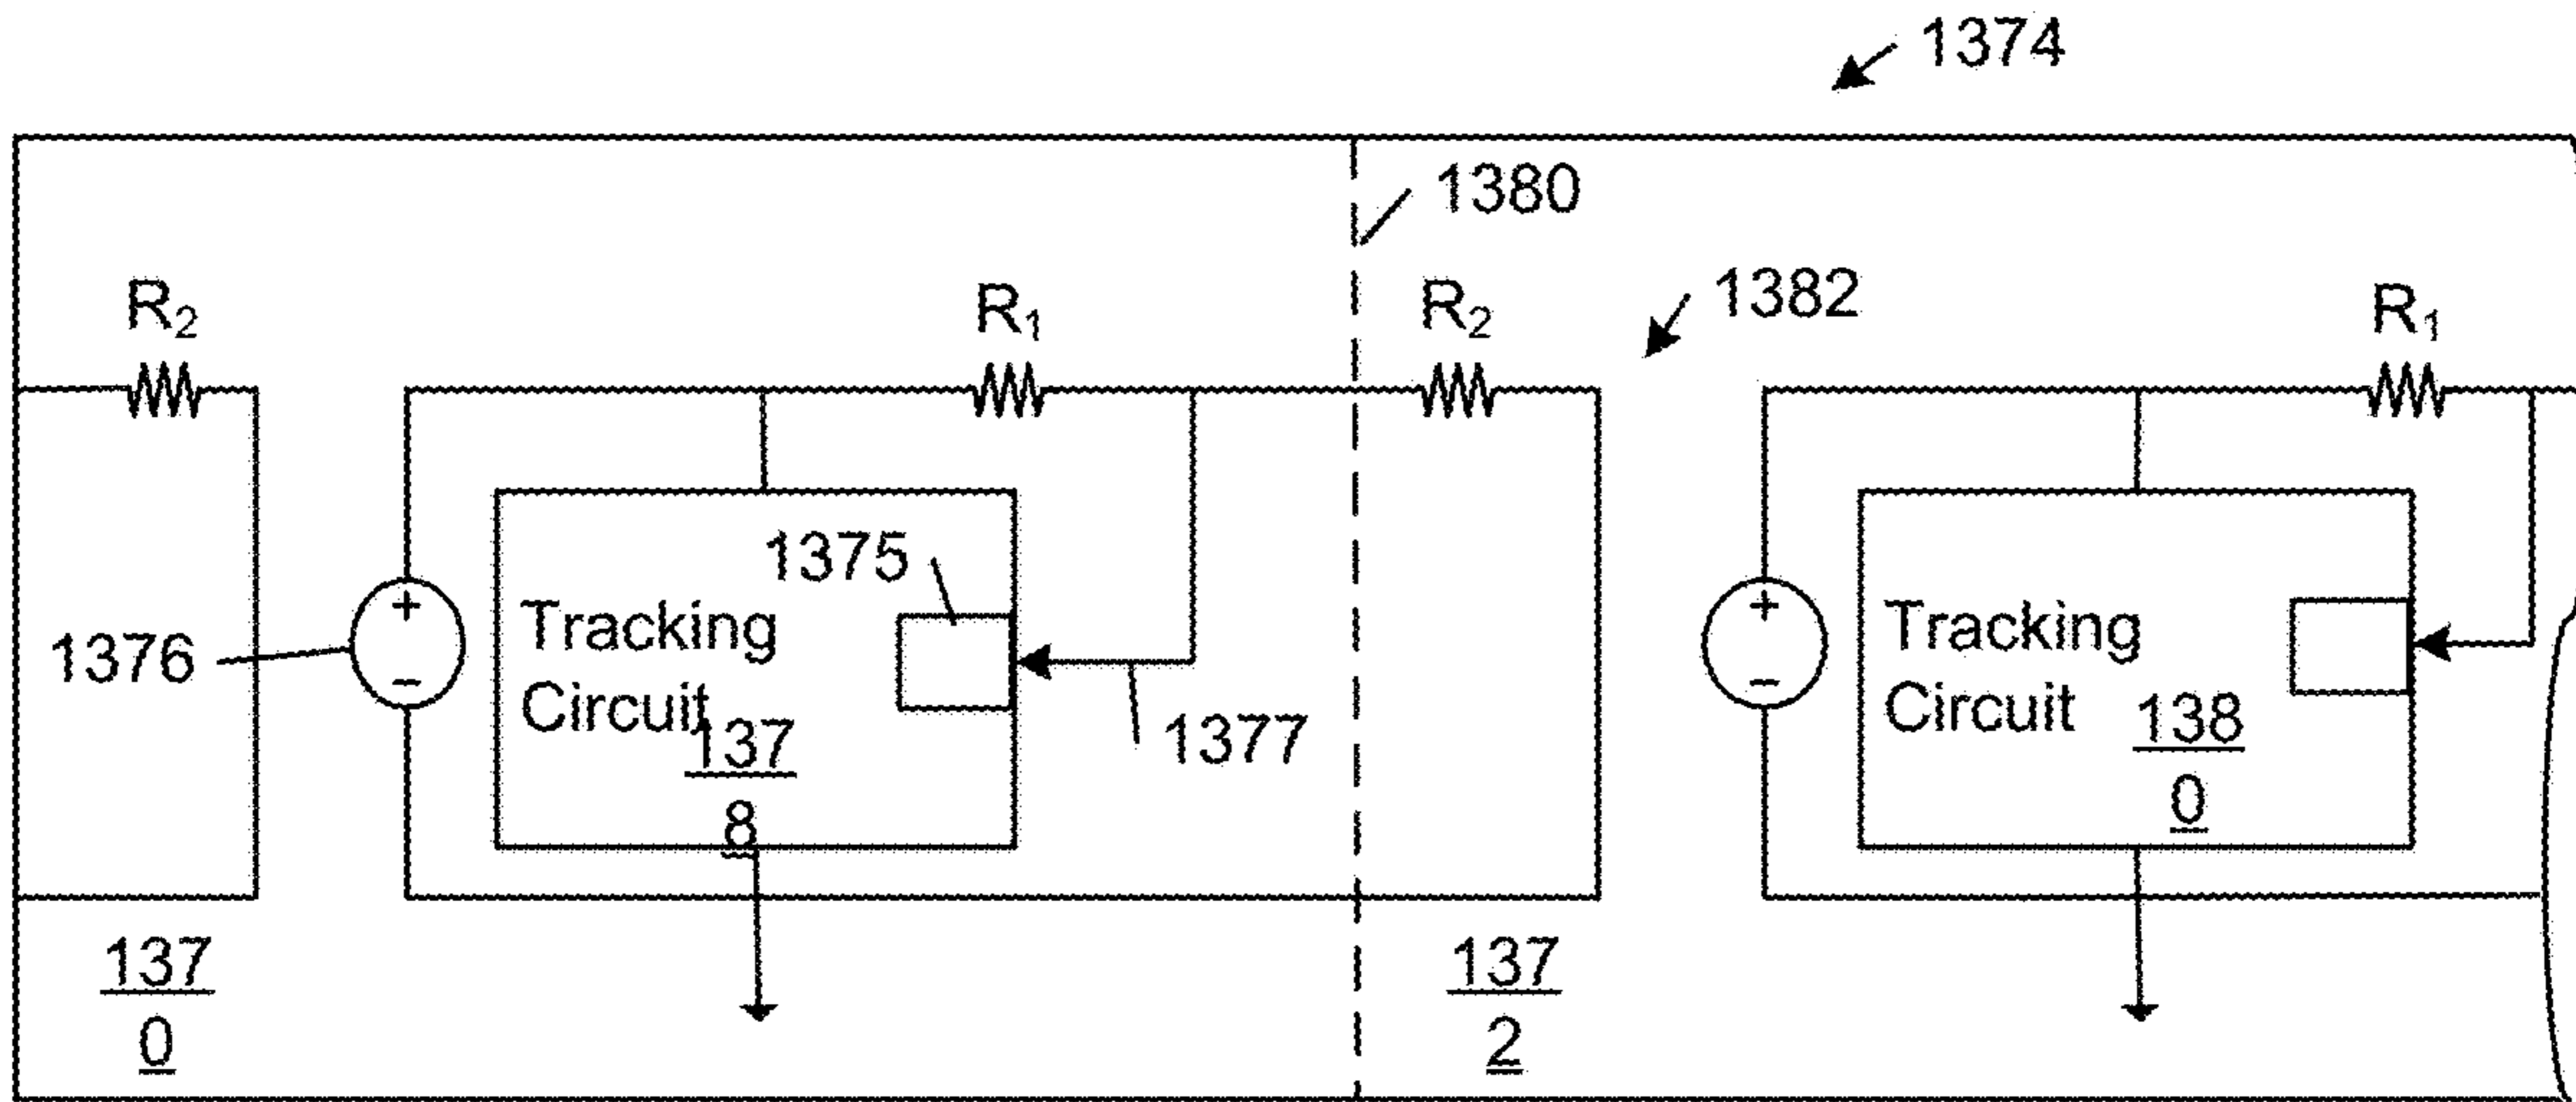 1374
1380
1382
R₂
R₁
R₂
R₁
+
+
1375
Tracking
Circuit
137
8
1376
−
1377
Tracking
Circuit
138
0
−
137
0
137
2